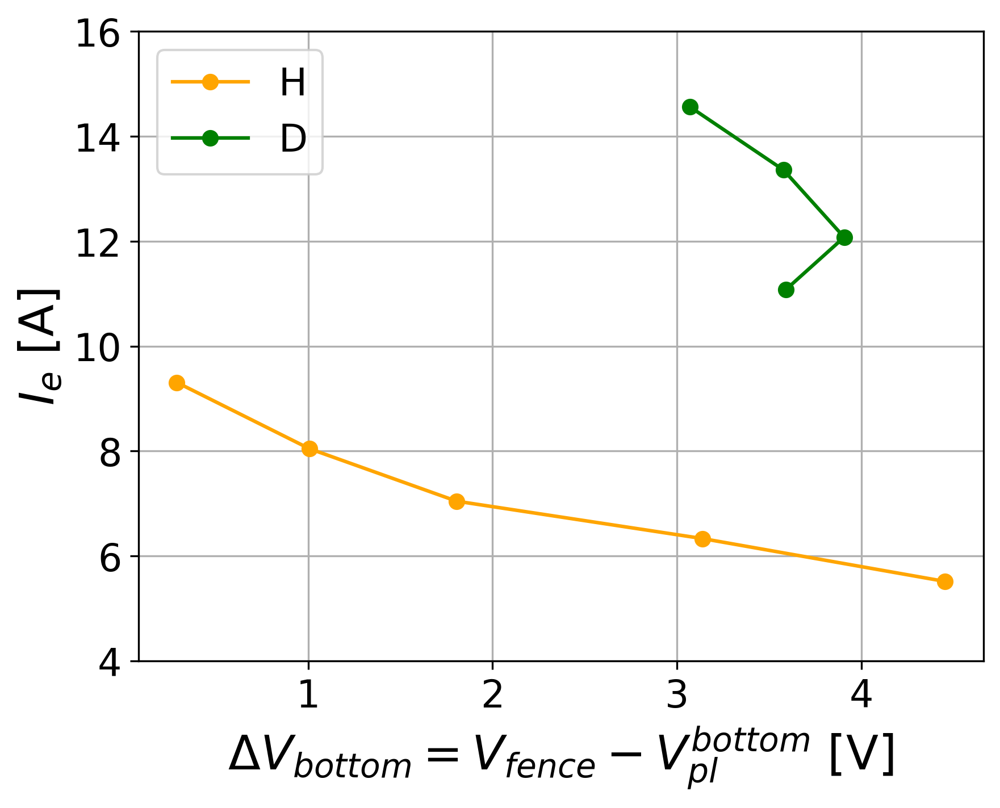 16
14
12
10
8
6
4
H
D
I_e [A]
1 2 3 4
ΔV_bottom = V_fence − V_pl^bottom [V]